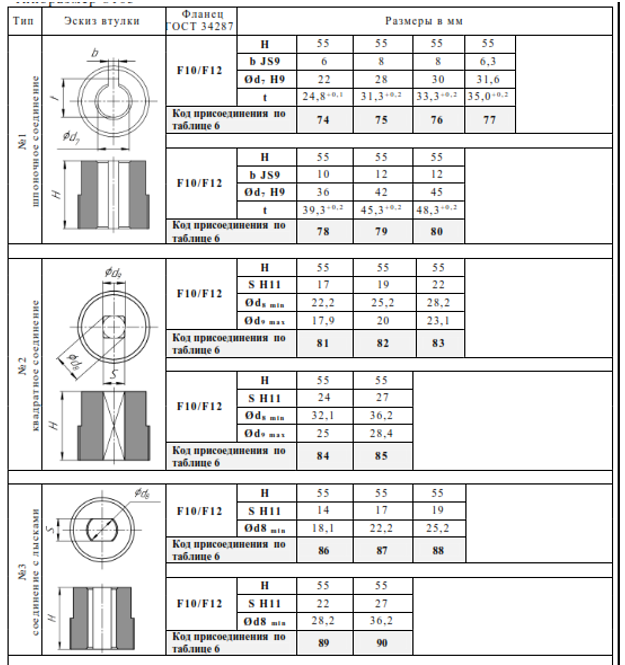 Тип Эскиз втулки Фланец ГОСТ 34287 Размеры в мм
№1 шпоночное соединение
b
t
Ød₇
H
F10/F12
H 55 55 55 55
b JS9 6 8 8 6,3
Ød₇ H9 22 28 30 31,6
t 24,8⁺⁰,¹ 31,3⁺⁰,² 33,3⁺⁰,² 35,0⁺⁰,²
Код присоединения по
таблице 6 74 75 76 77
F10/F12
H 55 55 55
b JS9 10 12 12
Ød₇ H9 36 42 45
t 39,3⁺⁰,² 45,3⁺⁰,² 48,3⁺⁰,²
Код присоединения по
таблице 6 78 79 80
№2 квадратное соединение
Ød₉
Ød₈
S
H
F10/F12
H 55 55 55
S H11 17 19 22
Ød₈ min 22,2 25,2 28,2
Ød₉ max 17,9 20 23,1
Код присоединения по
таблице 6 81 82 83
F10/F12
H 55 55
S H11 24 27
Ød₈ min 32,1 36,2
Ød₉ max 25 28,4
Код присоединения по
таблице 6 84 85
№3 соединение с лысками
Ød₈
S
H
F10/F12
H 55 55 55
S H11 14 17 19
Ød8 min 18,1 22,2 25,2
Код присоединения по
таблице 6 86 87 88
F10/F12
H 55 55
S H11 22 27
Ød8 min 28,2 36,2
Код присоединения по
таблице 6 89 90